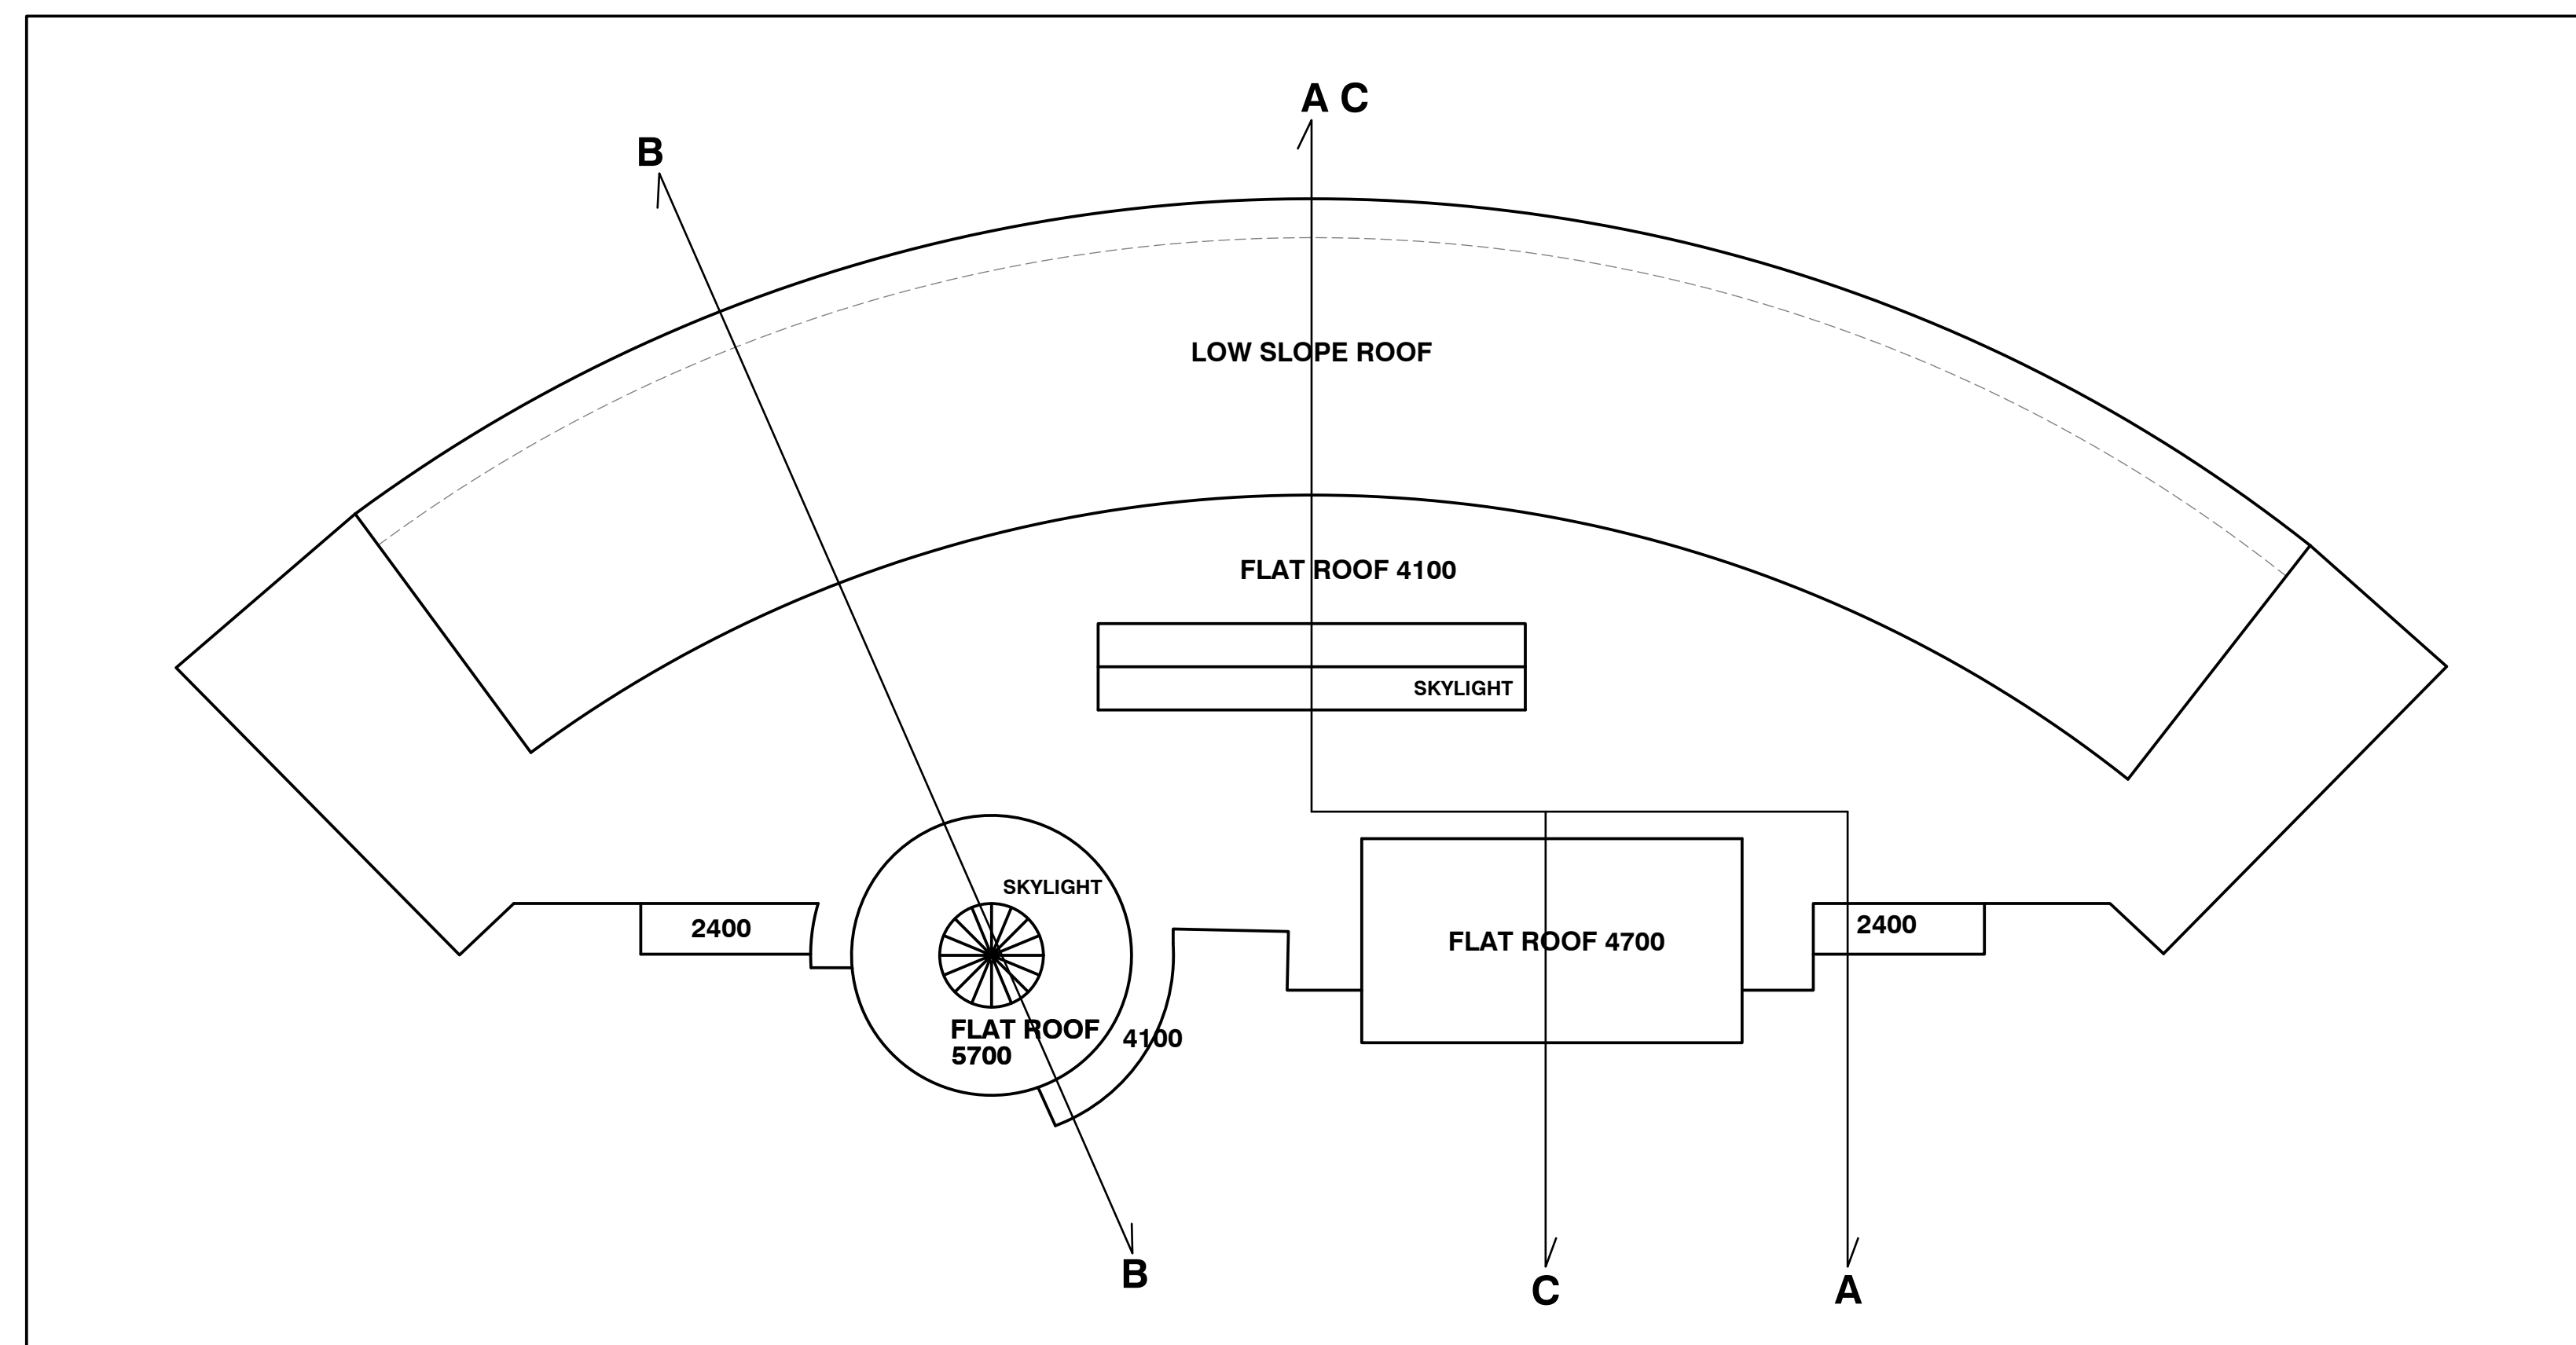 A C
B
LOW SLOPE ROOF
FLAT ROOF 4100
SKYLIGHT
SKYLIGHT
2400
2400
FLAT ROOF 4700
FLAT ROOF
5700
4100
B
C
A